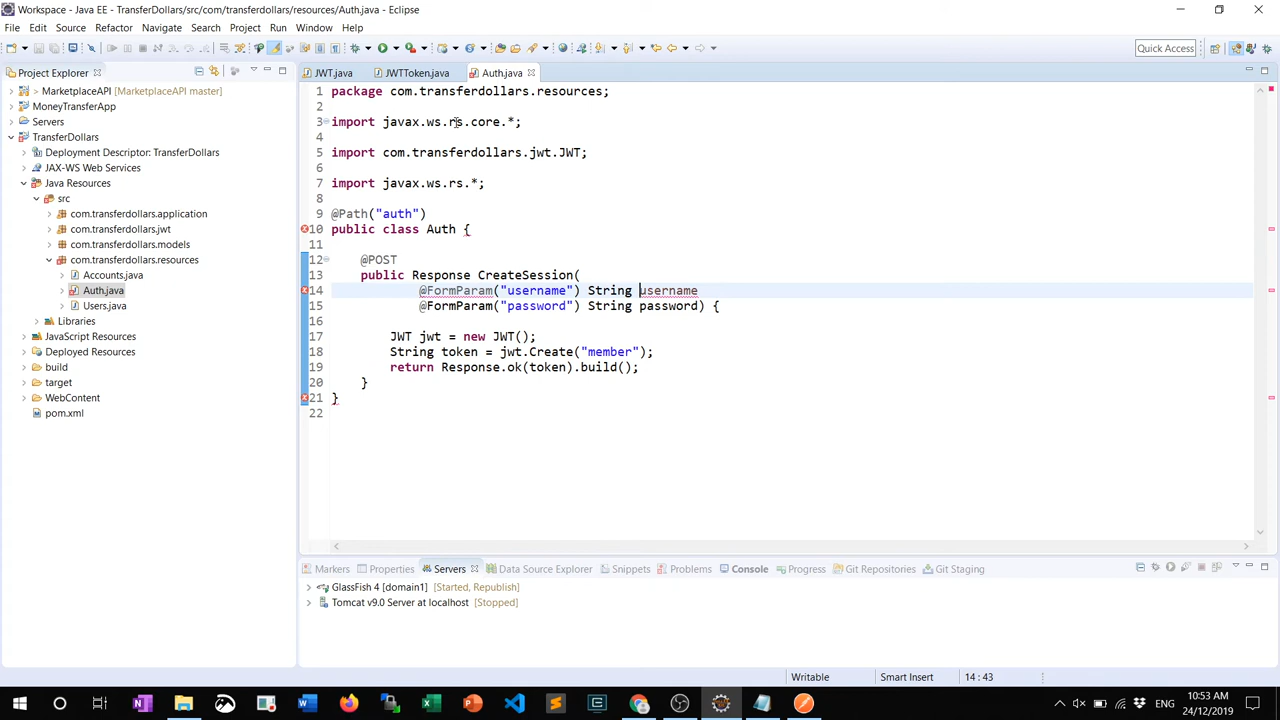 Workspace - Java EE - TransferDollars/src/com/transferdollars/resources/Auth.java - Eclipse
File Edit Source Refactor Navigate Search Project Run Window Help
Quick Access
Project Explorer
JWT.java JWTToken.java Auth.java
> MarketplaceAPI [MarketplaceAPI master]
MoneyTransferApp
Servers
TransferDollars
Deployment Descriptor: TransferDollars
JAX-WS Web Services
Java Resources
src
com.transferdollars.application
com.transferdollars.jwt
com.transferdollars.models
com.transferdollars.resources
Accounts.java
Auth.java
Users.java
Libraries
JavaScript Resources
Deployed Resources
build
target
WebContent
pom.xml
1 package com.transferdollars.resources;
2
3 import javax.ws.rs.core.*;
4
5 import com.transferdollars.jwt.JWT;
6
7 import javax.ws.rs.*;
8
9 @Path("auth")
10 public class Auth {
11
12 @POST
13 public Response CreateSession(
14 @FormParam("username") String username
15 @FormParam("password") String password) {
16
17 JWT jwt = new JWT();
18 String token = jwt.Create("member");
19 return Response.ok(token).build();
20 }
21 }
22
Markers Properties Servers Data Source Explorer Snippets Problems Console Progress Git Repositories Git Staging
GlassFish 4 [domain1] [Started, Republish]
Tomcat v9.0 Server at localhost [Stopped]
Writable Smart Insert 14 : 43
ENG 10:53 AM
24/12/2019